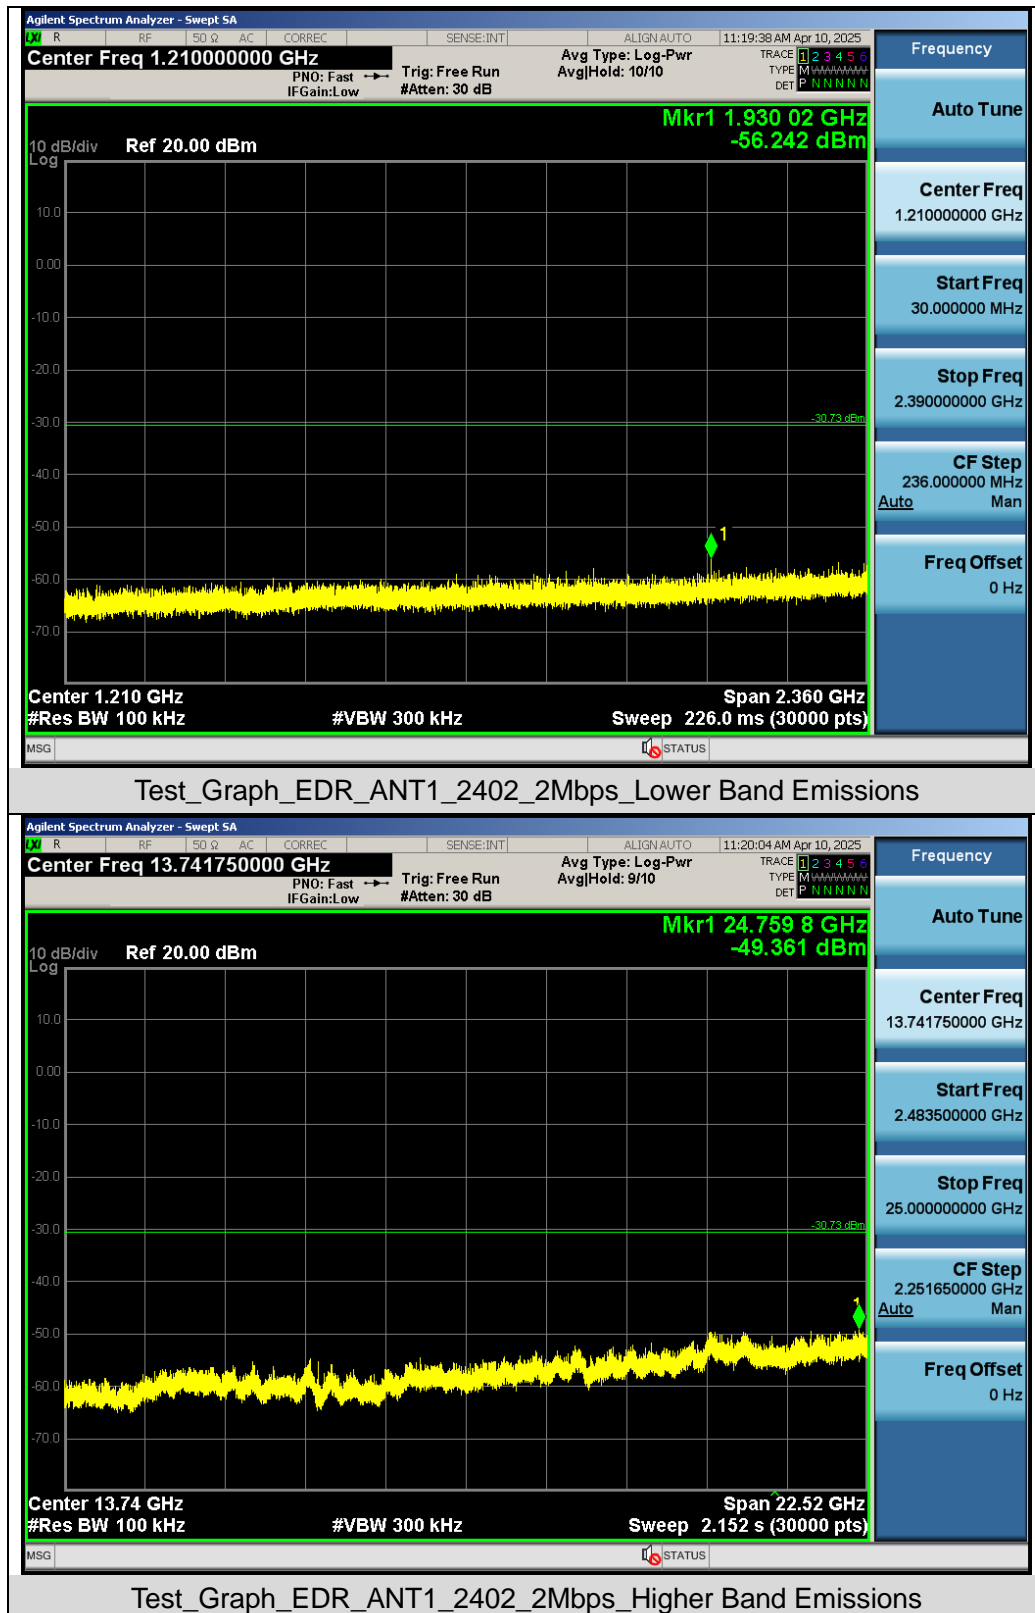 Agilent Spectrum Analyzer - Swept SA
LXI R RF 50 Ω AC CORREC SENSE:INT ALIGN AUTO 11:19:38 AM Apr 10, 2025
Center Freq 1.210000000 GHz
PNO: Fast
IFGain:Low
Trig: Free Run
#Atten: 30 dB
Avg Type: Log-Pwr
Avg|Hold: 10/10
TRACE 1 2 3 4 5 6
TYPE M
DET P N N N N N
Mkr1 1.930 02 GHz
-56.242 dBm
10 dB/div Ref 20.00 dBm
Log
10.0
0.00
-10.0
-20.0
-30.0
-30.73 dBm
-40.0
-50.0
1
-60.0
-70.0
Center 1.210 GHz Span 2.360 GHz
#Res BW 100 kHz #VBW 300 kHz Sweep 226.0 ms (30000 pts)
MSG STATUS
Frequency
Auto Tune
Center Freq
1.210000000 GHz
Start Freq
30.000000 MHz
Stop Freq
2.390000000 GHz
CF Step
236.000000 MHz
Auto Man
Freq Offset
0 Hz
Test_Graph_EDR_ANT1_2402_2Mbps_Lower Band Emissions
Agilent Spectrum Analyzer - Swept SA
LXI R RF 50 Ω AC CORREC SENSE:INT ALIGN AUTO 11:20:04 AM Apr 10, 2025
Center Freq 13.741750000 GHz
PNO: Fast
IFGain:Low
Trig: Free Run
#Atten: 30 dB
Avg Type: Log-Pwr
Avg|Hold: 9/10
TRACE 1 2 3 4 5 6
TYPE M
DET P N N N N N
Mkr1 24.759 8 GHz
-49.361 dBm
10 dB/div Ref 20.00 dBm
Log
10.0
0.00
-10.0
-20.0
-30.0
-30.73 dBm
-40.0
1
-50.0
-60.0
-70.0
Center 13.74 GHz Span 22.52 GHz
#Res BW 100 kHz #VBW 300 kHz Sweep 2.152 s (30000 pts)
MSG STATUS
Frequency
Auto Tune
Center Freq
13.741750000 GHz
Start Freq
2.483500000 GHz
Stop Freq
25.000000000 GHz
CF Step
2.251650000 GHz
Auto Man
Freq Offset
0 Hz
Test_Graph_EDR_ANT1_2402_2Mbps_Higher Band Emissions